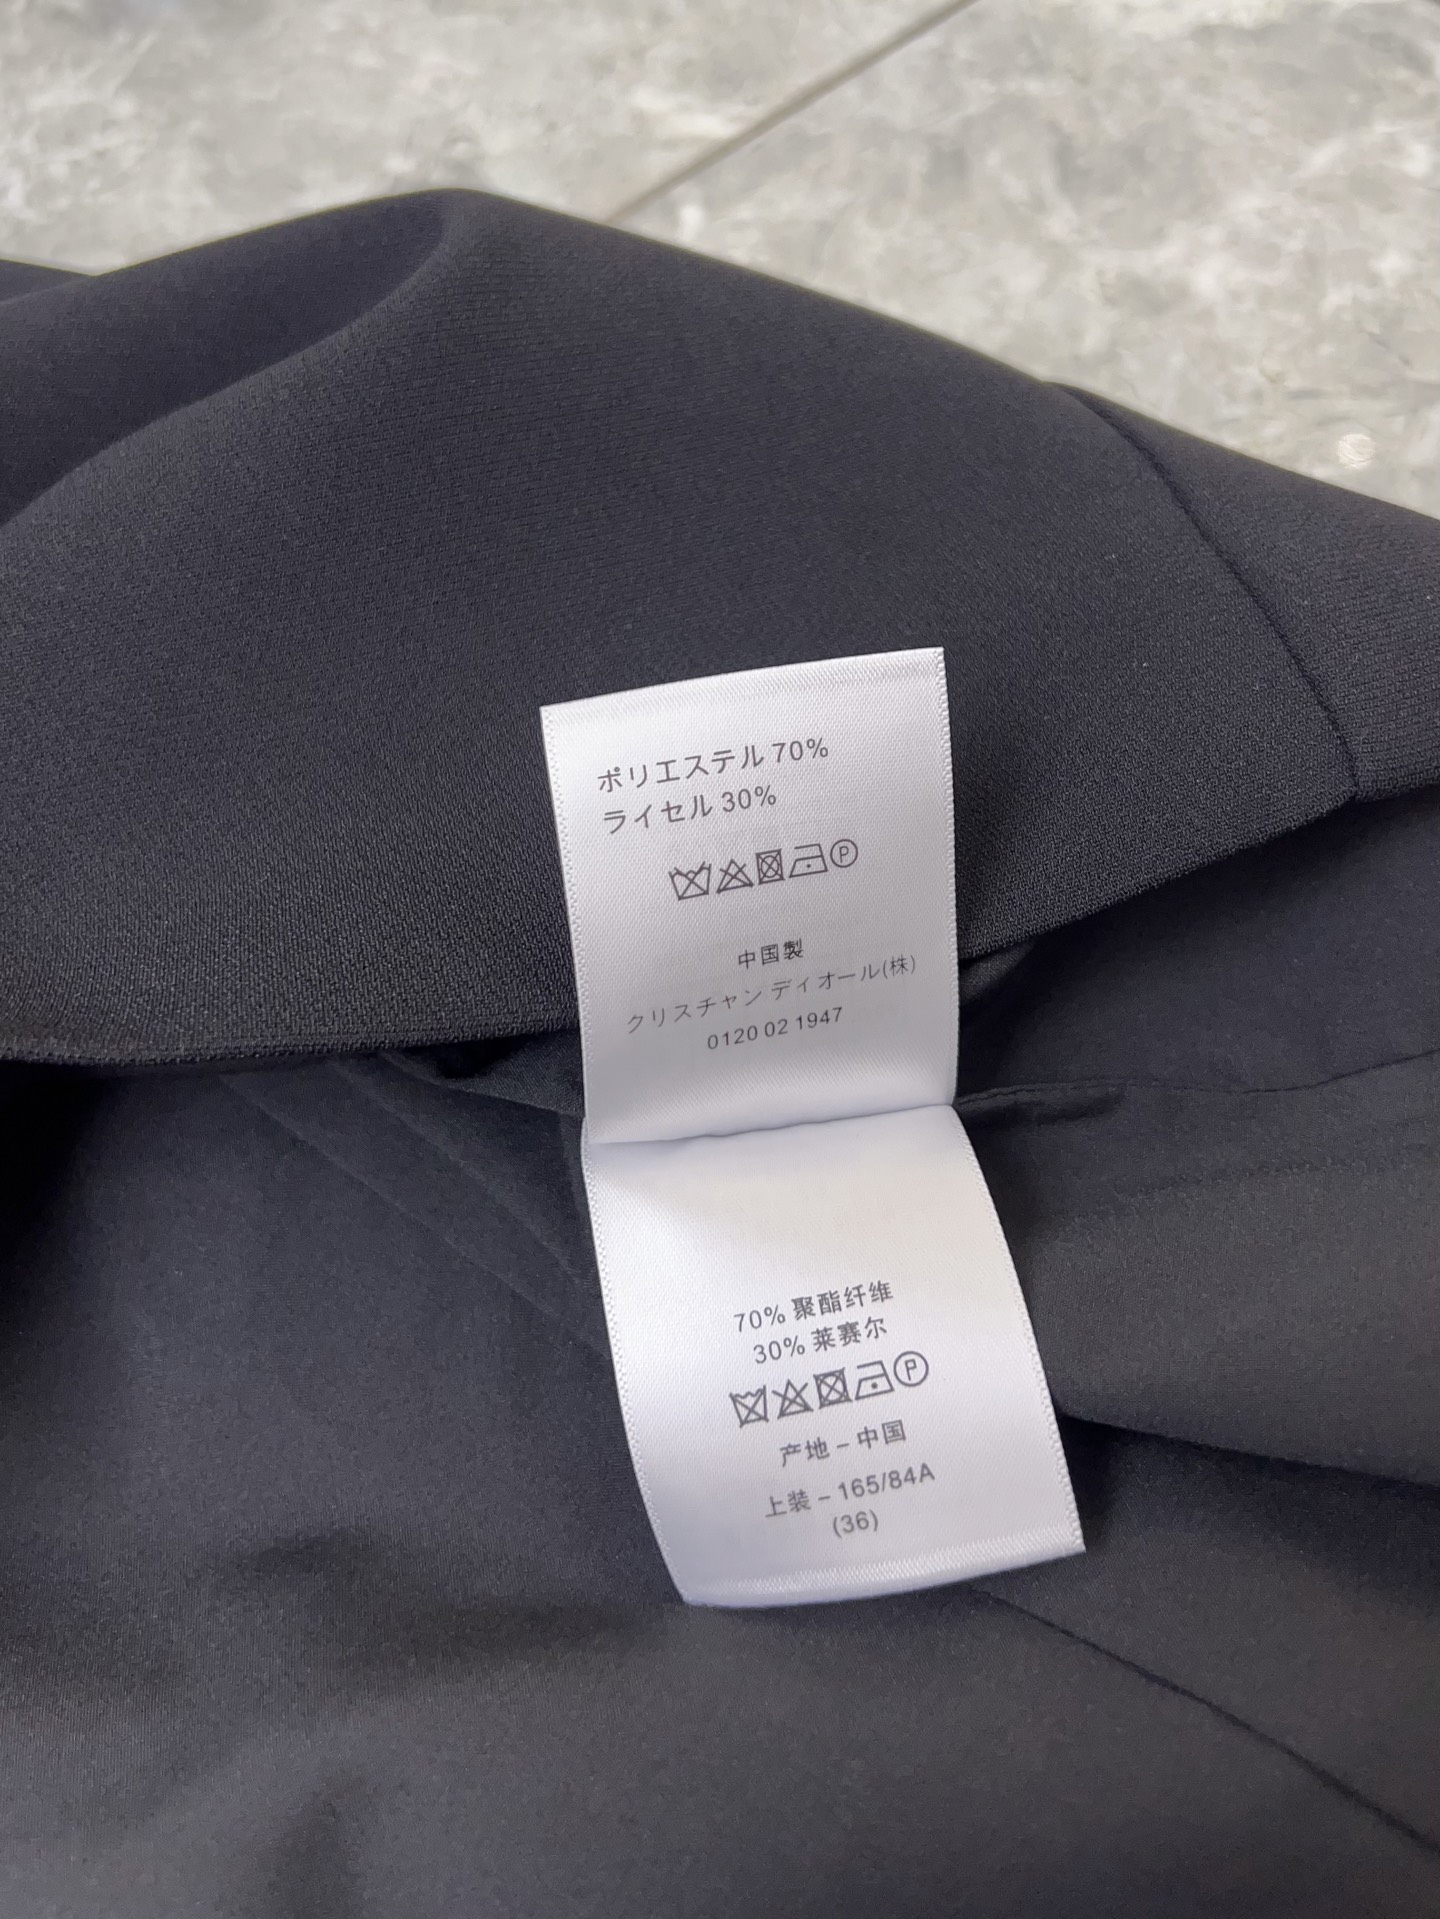 ポリエステル 70%
ライセル 30%
P
中国製
クリスチャン ディオール(株)
0120 02 1947
70% 聚酯纤维
30% 莱赛尔
P
产地 – 中国
上装 – 165/84A
(36)